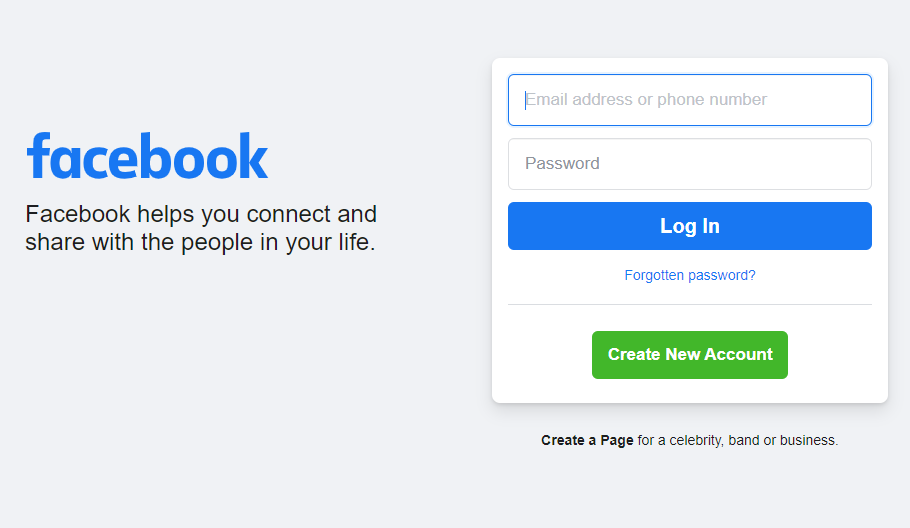 facebook
Facebook helps you connect and
share with the people in your life.
Email address or phone number
Password
Log In
Forgotten password?
Create New Account
Create a Page for a celebrity, band or business.